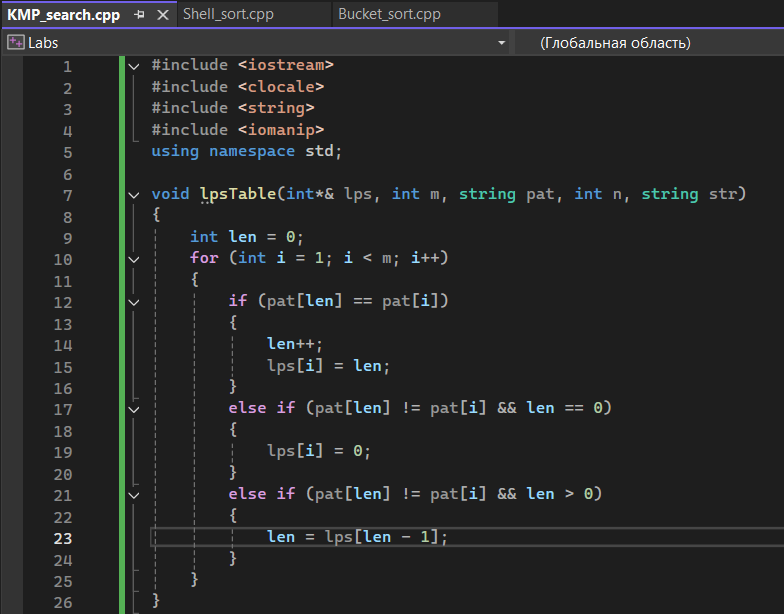 KMP_search.cpp Shell_sort.cpp Bucket_sort.cpp
Labs (Глобальная область)
1 #include <iostream>
2 #include <clocale>
3 #include <string>
4 #include <iomanip>
5 using namespace std;
6
7 void lpsTable(int*& lps, int m, string pat, int n, string str)
8 {
9 int len = 0;
10 for (int i = 1; i < m; i++)
11 {
12 if (pat[len] == pat[i])
13 {
14 len++;
15 lps[i] = len;
16 }
17 else if (pat[len] != pat[i] && len == 0)
18 {
19 lps[i] = 0;
20 }
21 else if (pat[len] != pat[i] && len > 0)
22 {
23 len = lps[len - 1];
24 }
25 }
26 }